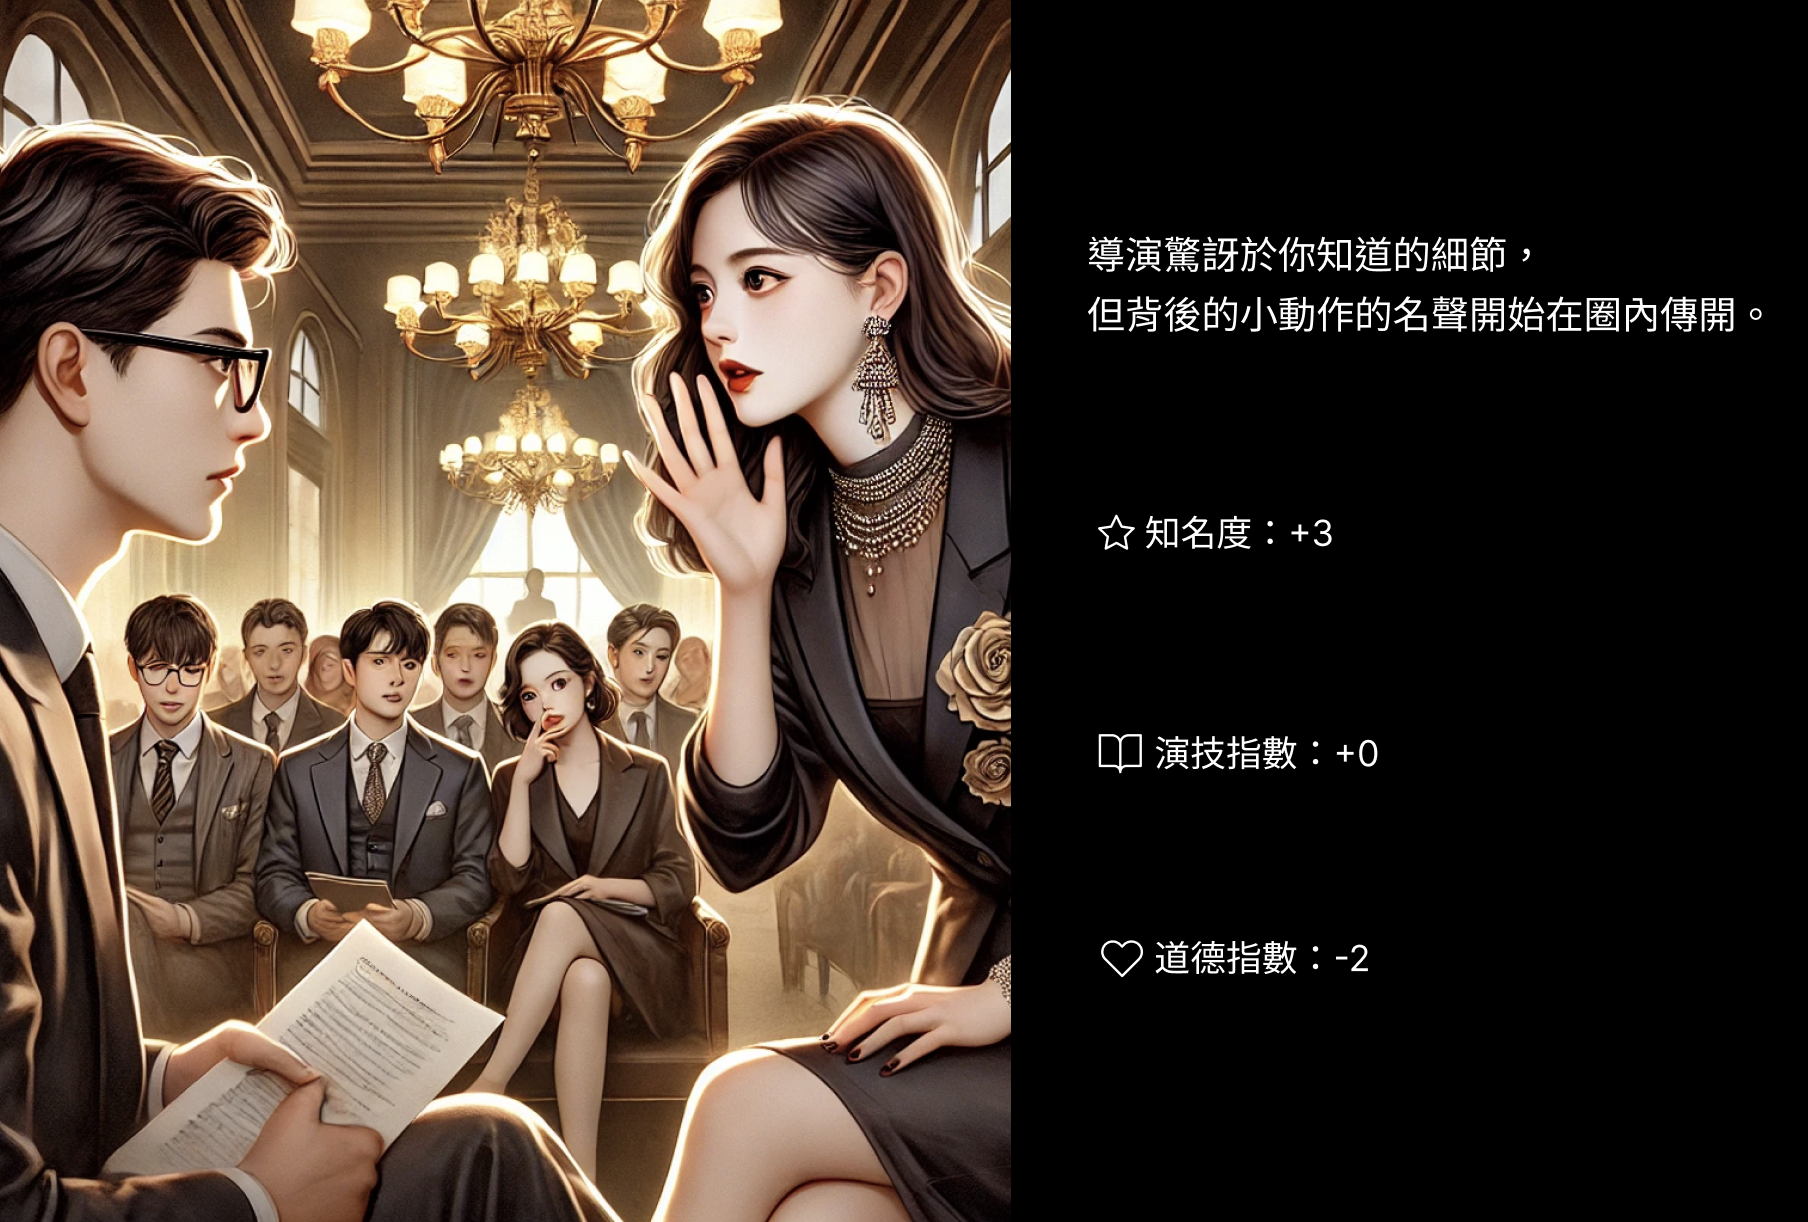 導演驚訝於你知道的細節，
但背後的小動作的名聲開始在圈內傳開。
知名度：+3
演技指數：+0
道德指數：-2